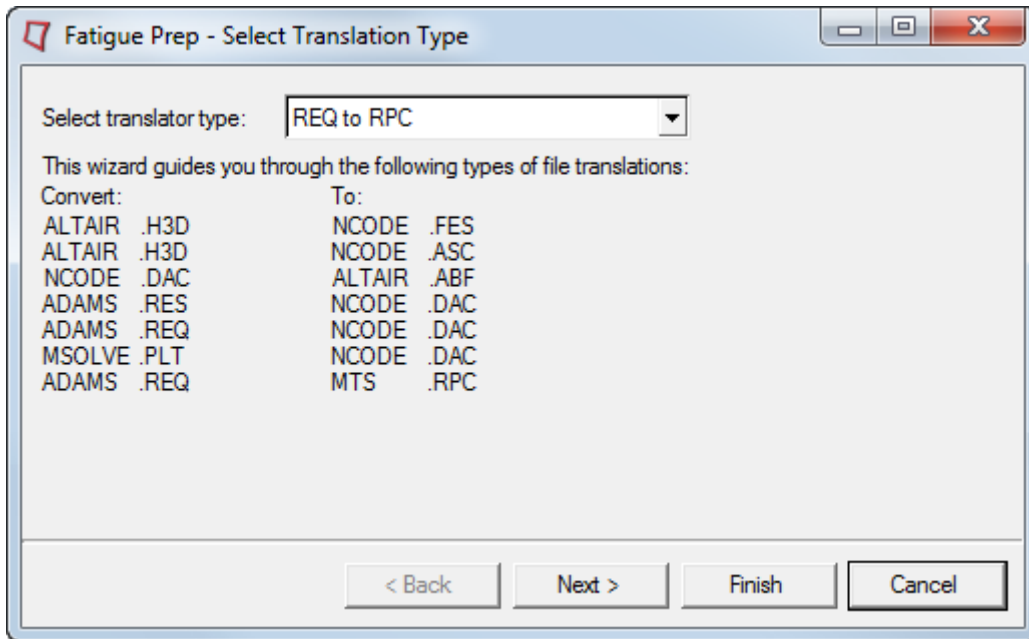 Fatigue Prep - Select Translation Type
Select translator type: REQ to RPC
This wizard guides you through the following types of file translations:
Convert: To:
ALTAIR .H3D NCODE .FES
ALTAIR .H3D NCODE .ASC
NCODE .DAC ALTAIR .ABF
ADAMS .RES NCODE .DAC
ADAMS .REQ NCODE .DAC
MSOLVE .PLT NCODE .DAC
ADAMS .REQ MTS .RPC
< Back Next > Finish Cancel